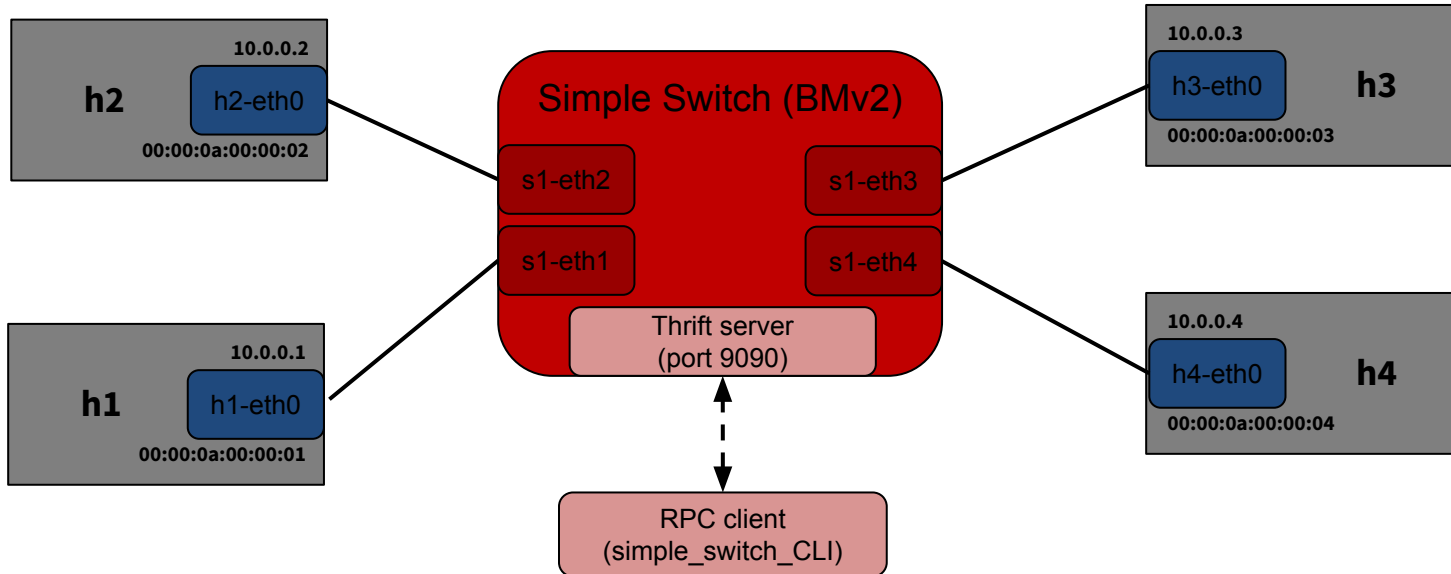 10.0.0.2
h2
h2-eth0
00:00:0a:00:00:02
Simple Switch (BMv2)
s1-eth2
s1-eth3
s1-eth1
s1-eth4
Thrift server
(port 9090)
10.0.0.3
h3-eth0
h3
00:00:0a:00:00:03
10.0.0.1
h1
h1-eth0
00:00:0a:00:00:01
10.0.0.4
h4-eth0
h4
00:00:0a:00:00:04
RPC client
(simple_switch_CLI)